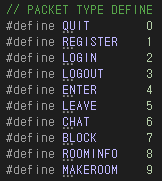 // PACKET TYPE DEFINE
#define QUIT 0
#define REGISTER 1
#define LOGIN 2
#define LOGOUT 3
#define ENTER 4
#define LEAVE 5
#define CHAT 6
#define BLOCK 7
#define ROOMINFO 8
#define MAKEROOM 9